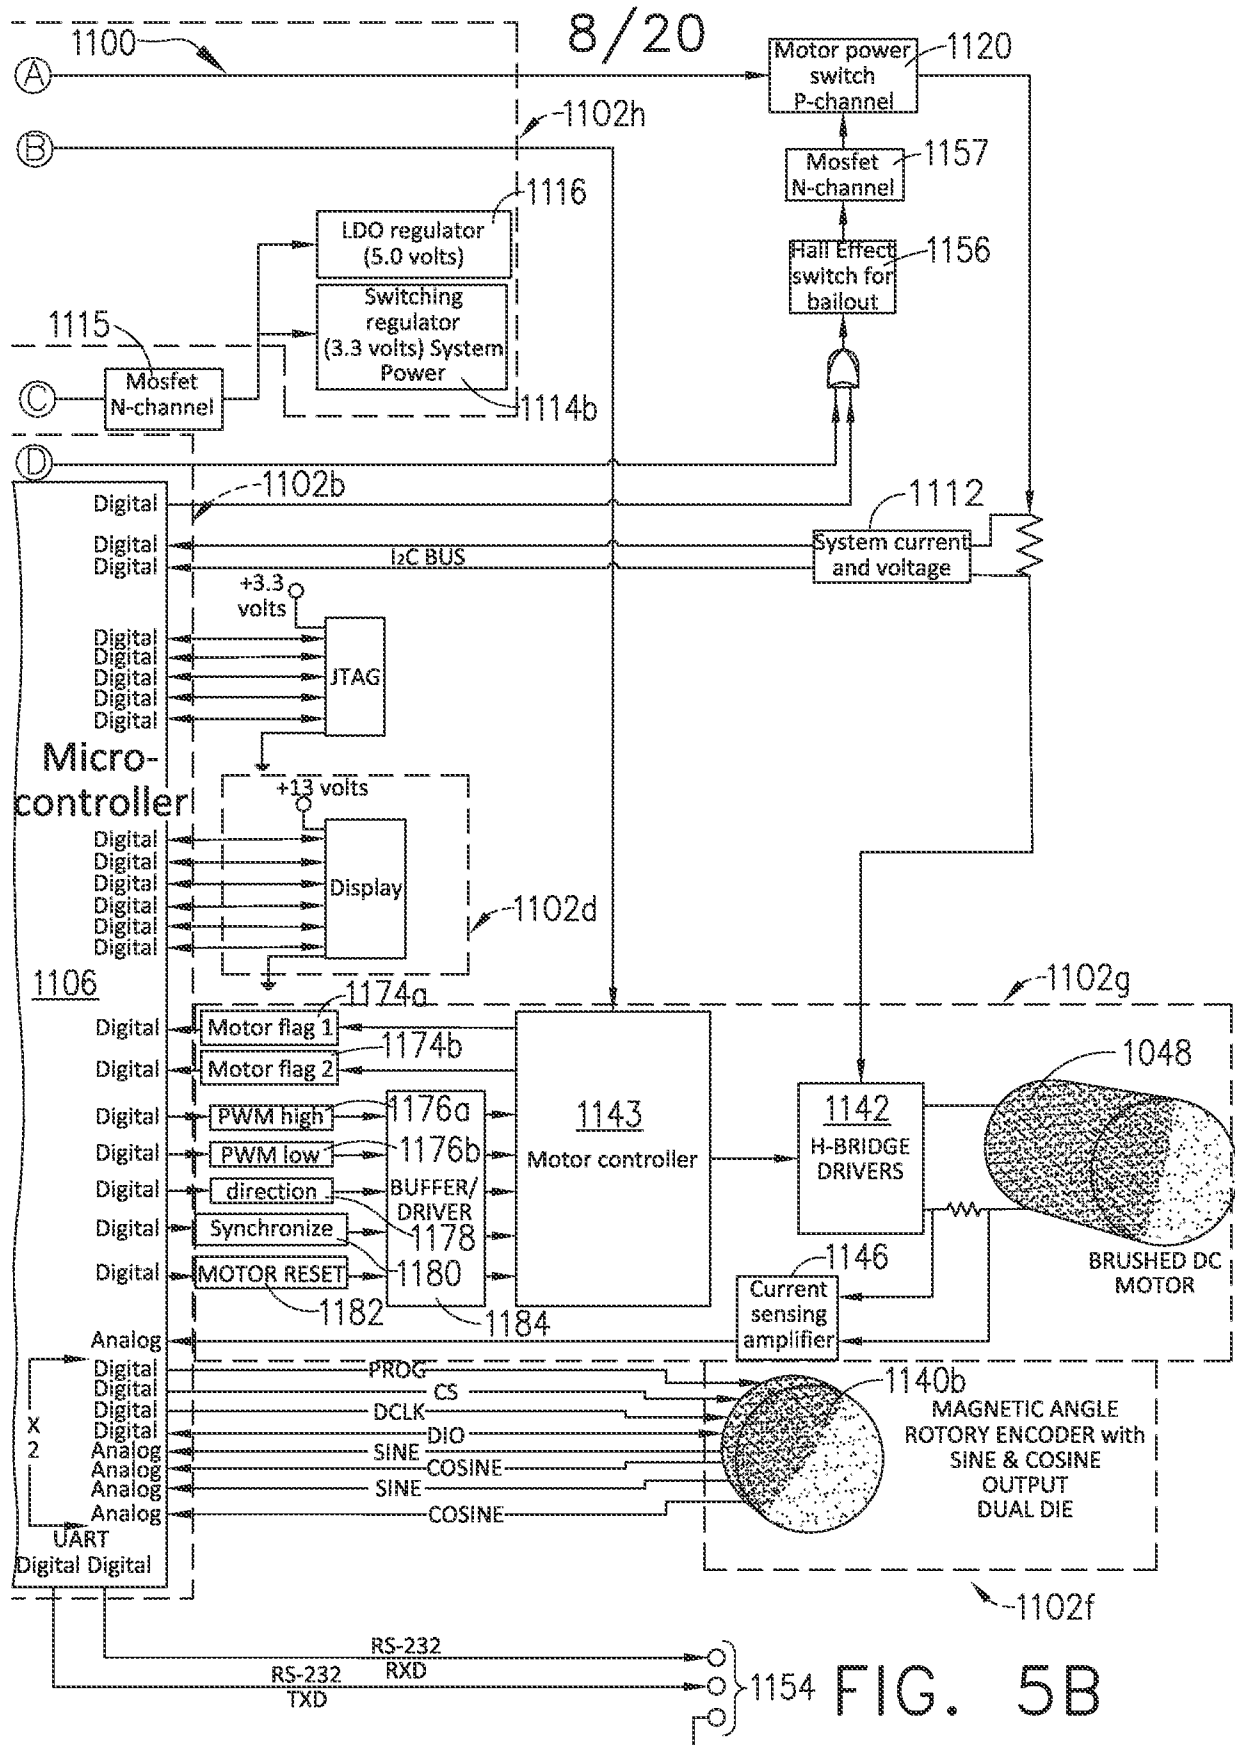 8/20
1100
A
Motor power
switch
P-channel
1120
1102h
B
Mosfet
N-channel
1157
1116
LDO regulator
(5.0 volts)
Hall Effect
switch for
bailout
1156
Switching
regulator
(3.3 volts) System
Power
1115
C
Mosfet
N-channel
1114b
D
1102b
Digital
1112
Digital
I2C BUS
System current
and voltage
Digital
+3.3
volts
Digital
Digital
Digital
Digital
Digital
JTAG
Micro-
controller
+13 volts
Digital
Digital
Digital
Digital
Digital
Digital
Display
1102d
1106
1174a
1102g
Digital
Motor flag 1
1174b
Digital
Motor flag 2
1048
Digital
PWM high
1176a
1143
Motor controller
1142
H-BRIDGE
DRIVERS
Digital
PWM low
1176b
Digital
direction
BUFFER/
DRIVER
1178
Digital
Synchronize
1180
Digital
MOTOR RESET
1182
1184
1146
BRUSHED DC
MOTOR
Current
sensing
amplifier
Analog
Digital
PROG
1140b
Digital
CS
Digital
DCLK
Digital
DIO
Analog
SINE
Analog
COSINE
Analog
SINE
Analog
COSINE
X
2
MAGNETIC ANGLE
ROTORY ENCODER with
SINE & COSINE
OUTPUT
DUAL DIE
UART
Digital Digital
1102f
RS-232
RXD
RS-232
TXD
1154
FIG. 5B